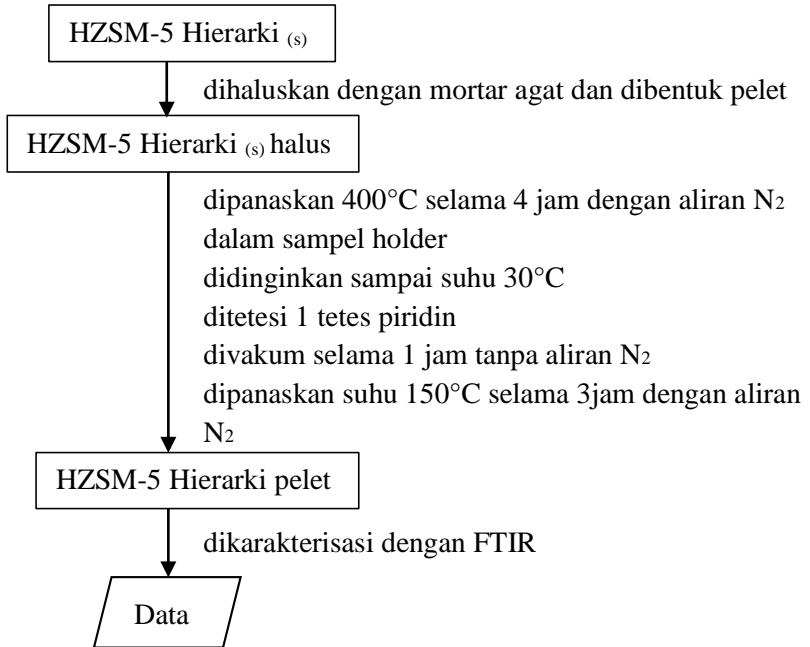 HZSM-5 Hierarki (s)
dihaluskan dengan mortar agat dan dibentuk pelet
HZSM-5 Hierarki (s) halus
dipanaskan 400°C selama 4 jam dengan aliran N2
dalam sampel holder
didinginkan sampai suhu 30°C
ditetesi 1 tetes piridin
divakum selama 1 jam tanpa aliran N2
dipanaskan suhu 150°C selama 3jam dengan aliran
N2
HZSM-5 Hierarki pelet
dikarakterisasi dengan FTIR
Data